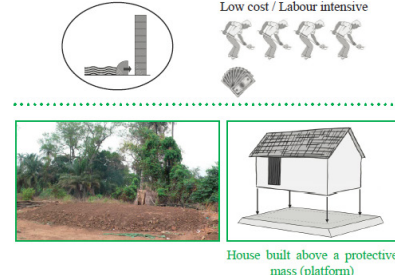 Low cost / Labour intensive
House built above a protective
mass (platform)